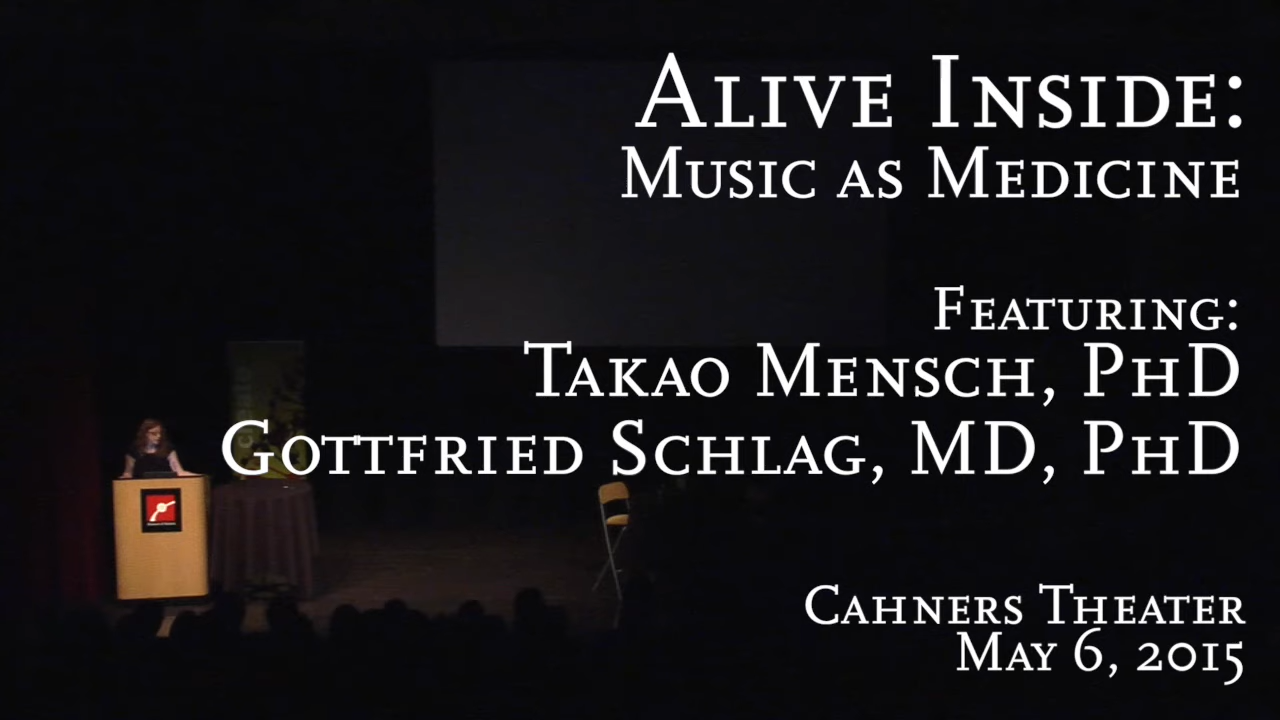 Alive Inside:
Music as Medicine
Featuring:
Takao Mensch, PhD
Gottfried Schlag, MD, PhD
Cahners Theater
May 6, 2015